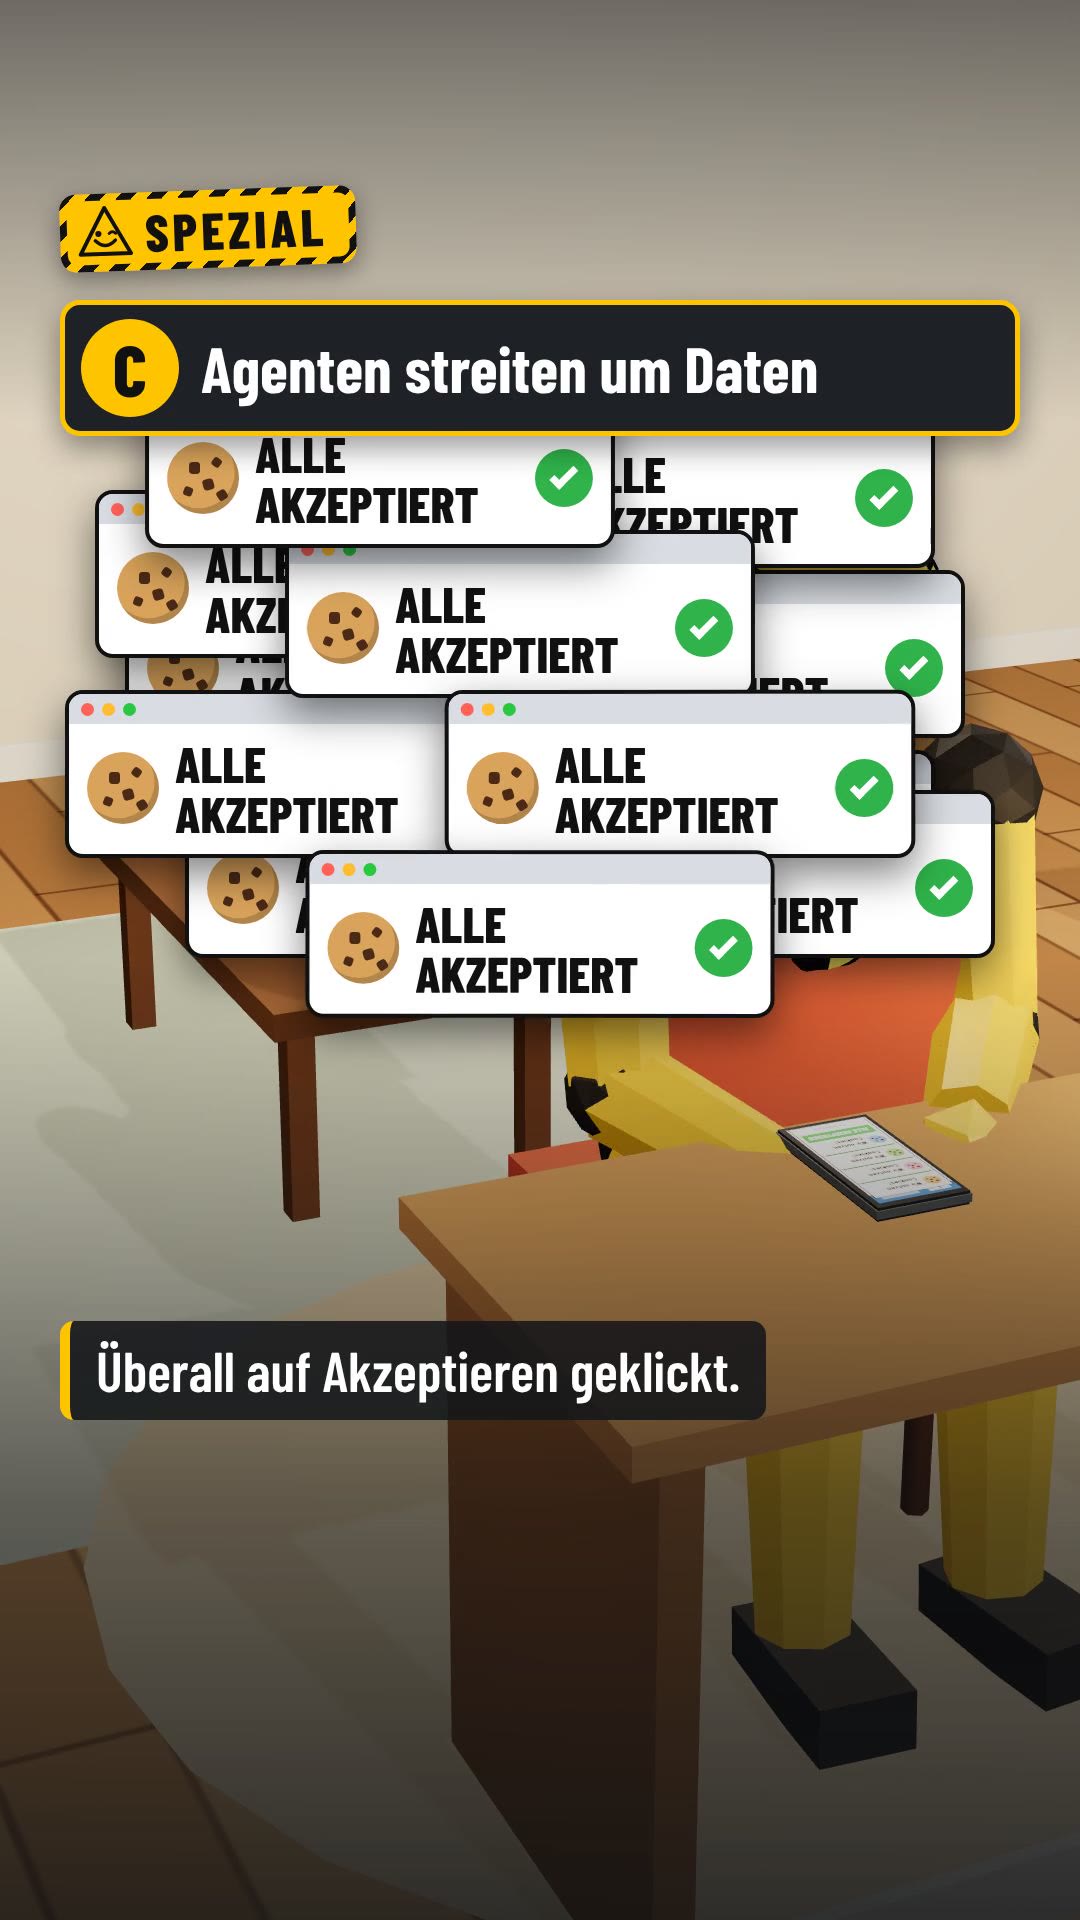 SPEZIAL
C Agenten streiten um Daten
ALLE
AKZEPTIERT
ALLE
AKZEPTIERT
ALLE
AKZEPTIERT
ALLE
AKZEPTIERT
ALLE
AKZEPTIERT
Überall auf Akzeptieren geklickt.